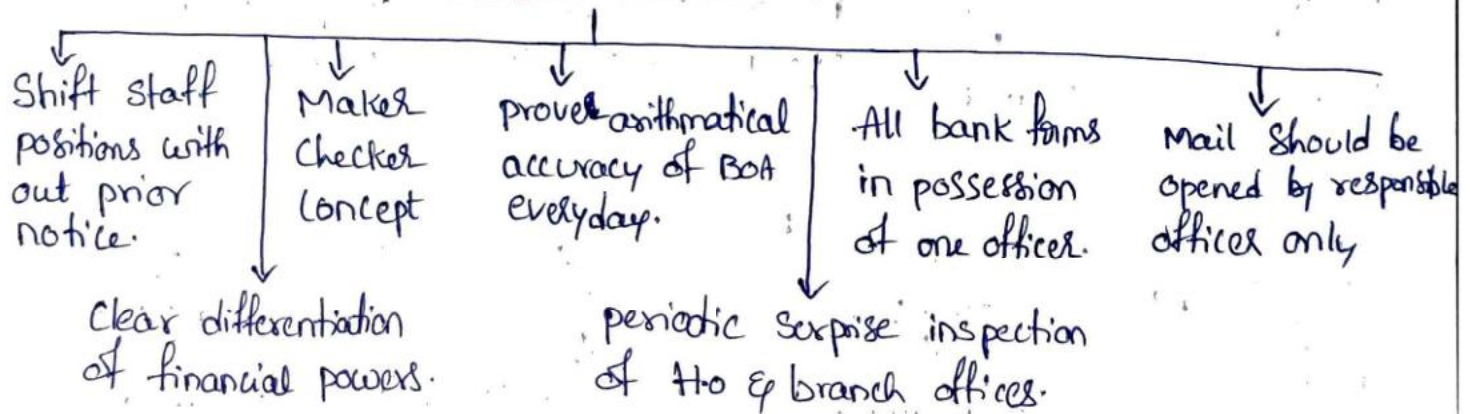 Shift staff
positions with
out prior
notice.
clear differentiation
of financial powers.
Maker
Checker
Concept
prove arithmatical
accuracy of BOA
everyday.
periodic surprise inspection
of H.o & branch offices.
All bank forms
in possession
of one officer.
Mail should be
opened by responsible
officer only